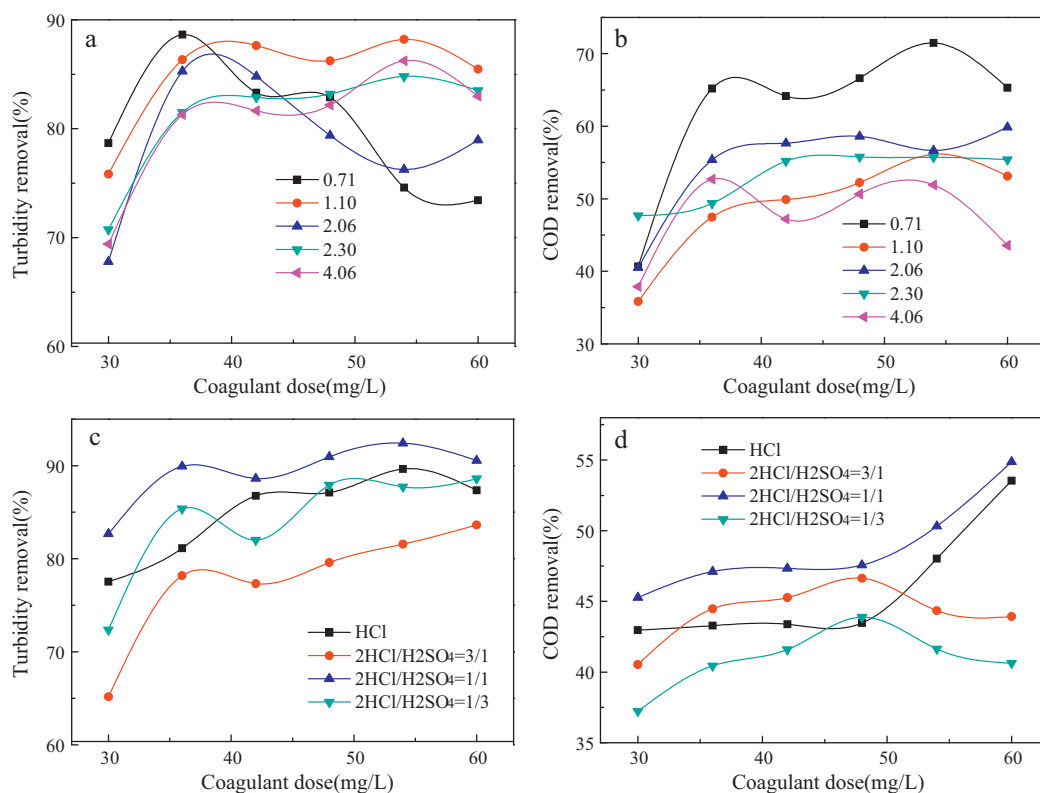 a
Turbidity removal(%)
90
80
70
60
0.71
1.10
2.06
2.30
4.06
30
40
50
60
Coagulant dose(mg/L)
b
COD removal(%)
70
60
50
40
30
0.71
1.10
2.06
2.30
4.06
30
40
50
60
Coagulant dose(mg/L)
c
Turbidity removal(%)
90
80
70
60
HCl
2HCl/H2SO4=3/1
2HCl/H2SO4=1/1
2HCl/H2SO4=1/3
30
40
50
60
Coagulant dose(mg/L)
d
COD removal(%)
55
50
45
40
35
HCl
2HCl/H2SO4=3/1
2HCl/H2SO4=1/1
2HCl/H2SO4=1/3
30
40
50
60
Coagulant dose(mg/L)